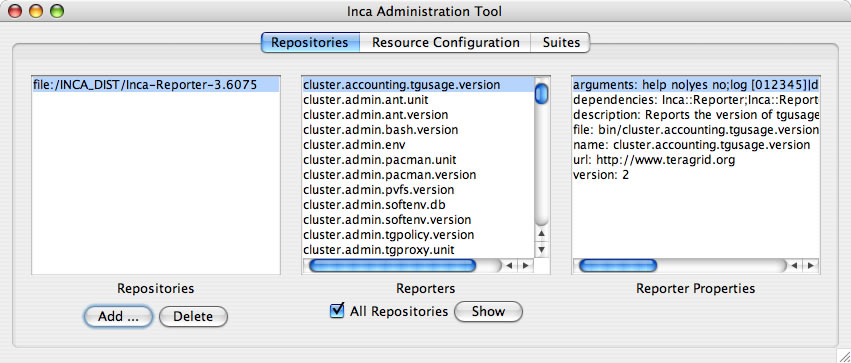 Inca Administration Tool
Repositories Resource Configuration Suites
file:/INCA_DIST/Inca-Reporter-3.6075
cluster.accounting.tgusage.version
cluster.admin.ant.unit
cluster.admin.ant.version
cluster.admin.bash.version
cluster.admin.env
cluster.admin.pacman.unit
cluster.admin.pacman.version
cluster.admin.pvfs.version
cluster.admin.softenv.db
cluster.admin.softenv.version
cluster.admin.tgpolicy.version
cluster.admin.tgproxy.unit
arguments: help no|yes no;log [012345]|d
dependencies: Inca::Reporter;Inca::Report
description: Reports the version of tgusage
file: bin/cluster.accounting.tgusage.version
name: cluster.accounting.tgusage.version
url: http://www.teragrid.org
version: 2
Repositories
Reporters
Reporter Properties
Add ... Delete
All Repositories Show